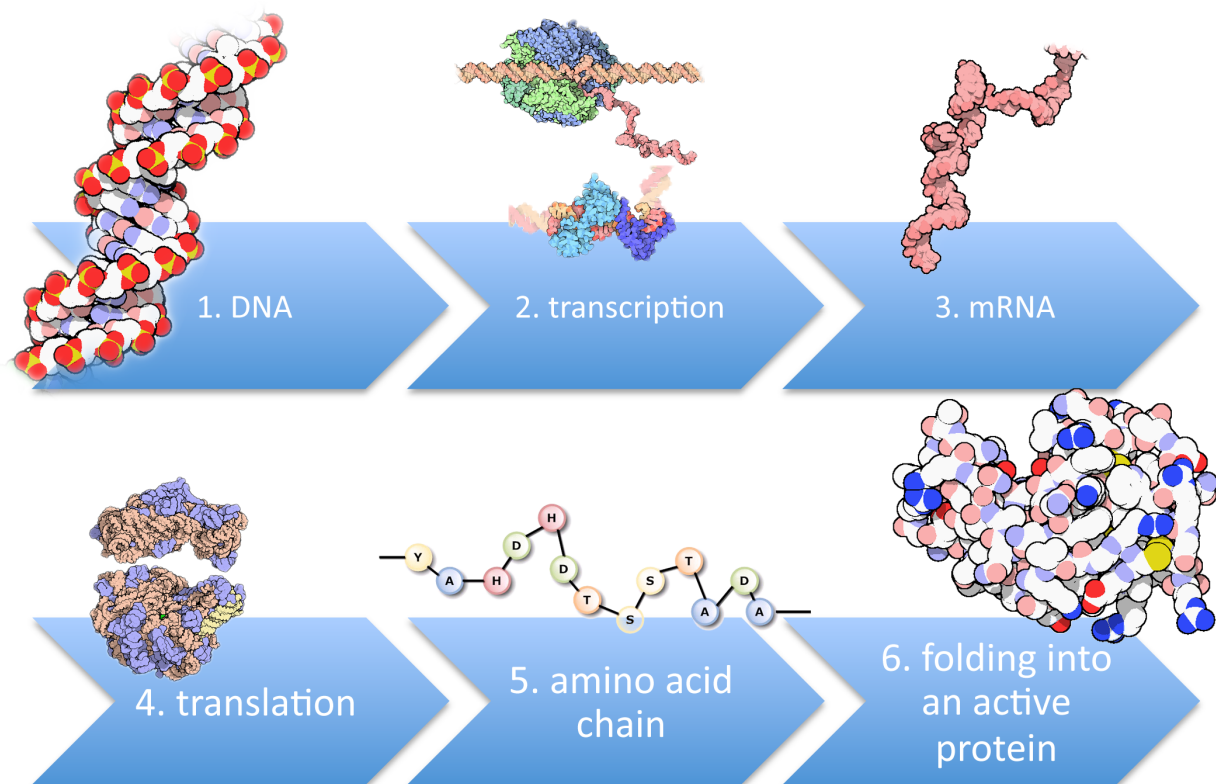 1. DNA
2. transcription
3. mRNA
4. translation
Y A H D H D T S S T A D A
5. amino acid
chain
6. folding into
an active
protein